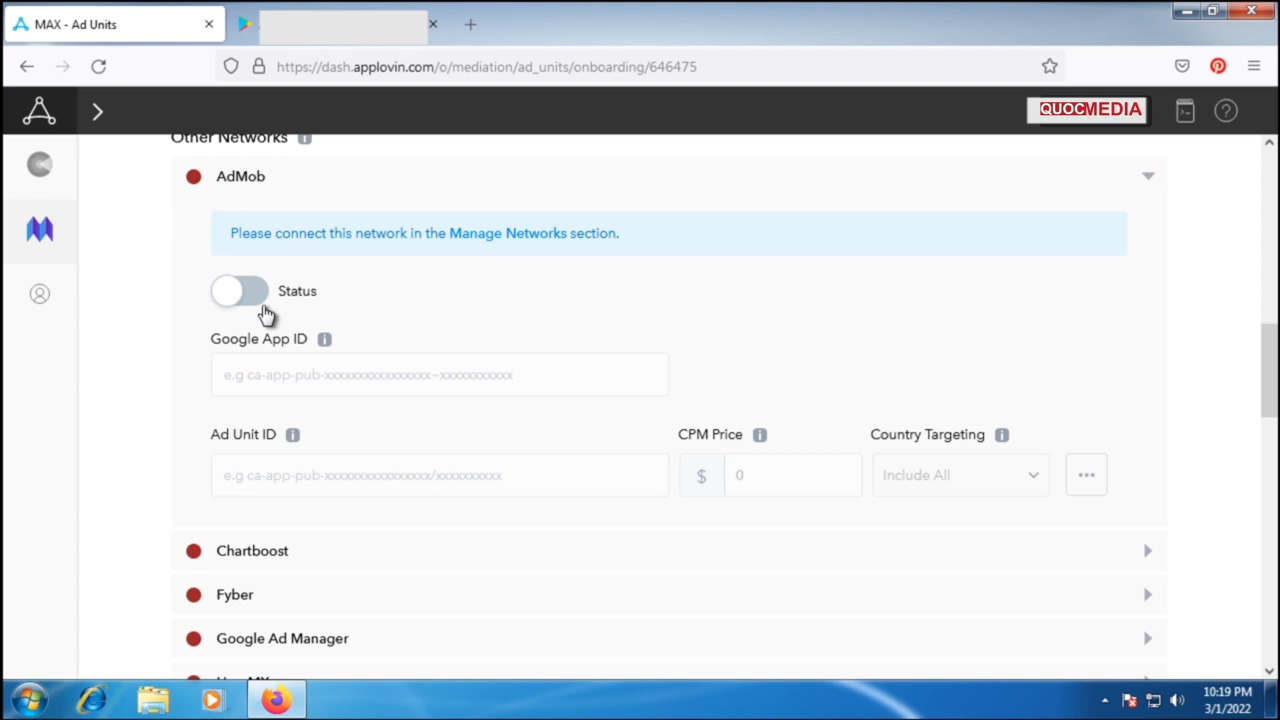 MAX - Ad Units
https://dash.applovin.com/o/mediation/ad_units/onboarding/646475
QUOCMEDIA
Other Networks
AdMob
Please connect this network in the Manage Networks section.
Status
Google App ID
e.g ca-app-pub-xxxxxxxxxxxxxxxx~xxxxxxxxxxx
Ad Unit ID
CPM Price
Country Targeting
e.g ca-app-pub-xxxxxxxxxxxxxxxx/xxxxxxxxxx
$ 0
Include All
Chartboost
Fyber
Google Ad Manager
10:19 PM
3/1/2022